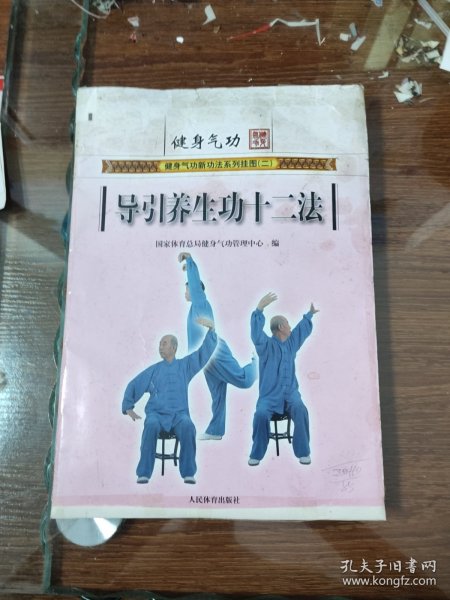 健身气功
健身气功新功法系列挂图(二)
导引养生功十二法
国家体育总局健身气功管理中心 编
人民体育出版社
孔夫子旧书网
www.kongfz.com